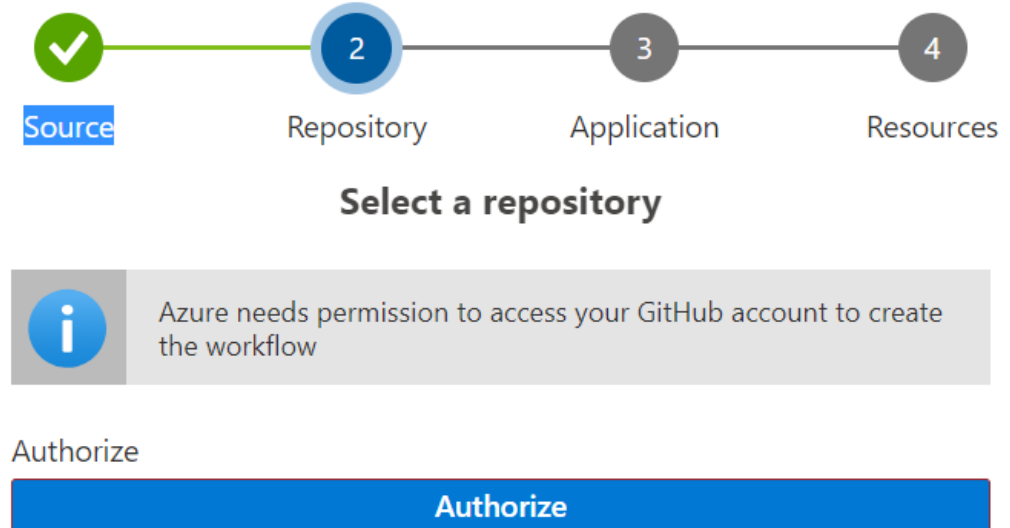 2
3
4
Source
Repository
Application
Resources
Select a repository
i
Azure needs permission to access your GitHub account to create
the workflow
Authorize
Authorize